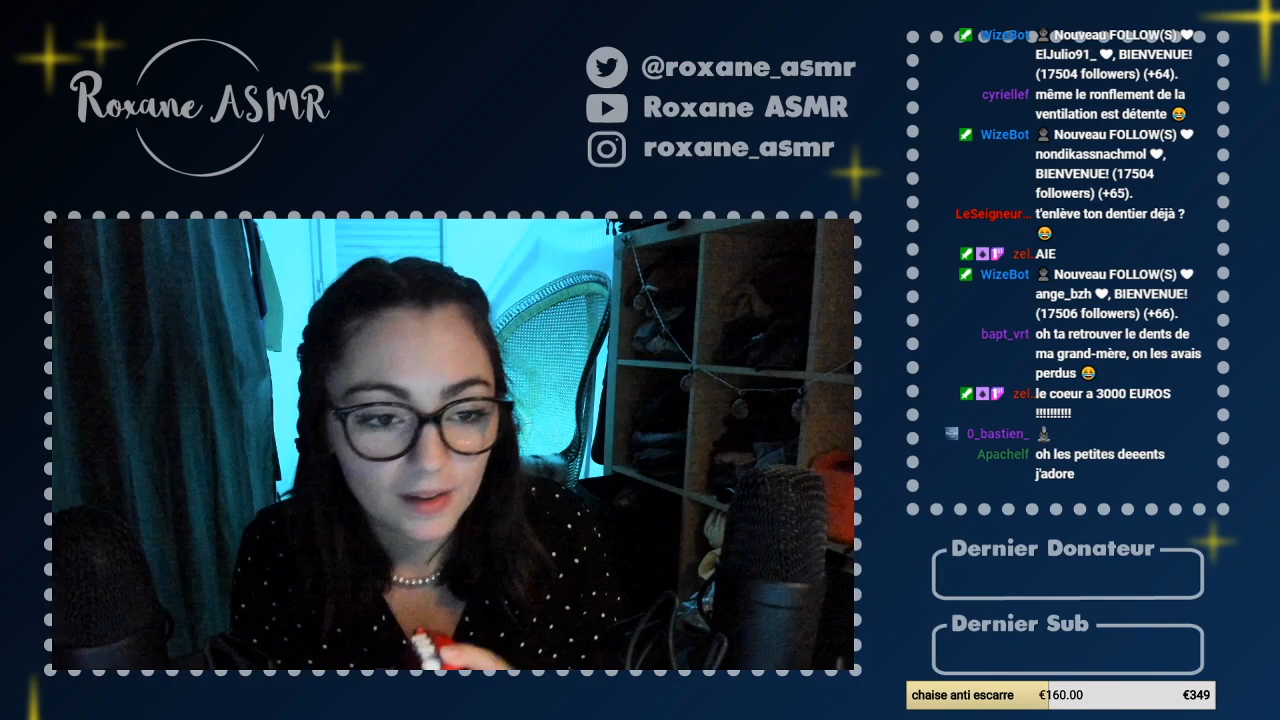 Roxane ASMR
@roxane_asmr
Roxane ASMR
roxane_asmr
WizeBot Nouveau FOLLOW(S)
ElJulio91_ , BIENVENUE!
(17504 followers) (+64).
cyriellef même le ronflement de la
ventilation est détente 😂
WizeBot Nouveau FOLLOW(S)
nondikassnachmol , BIENVENUE! (17504
followers) (+65).
LeSeigneur... t'enlève ton dentier déjà ?
😂
zel. AIE
WizeBot Nouveau FOLLOW(S)
ange_bzh , BIENVENUE!
(17506 followers) (+66).
bapt_vrt oh ta retrouver le dents de
ma grand-mère, on les avais
perdus 😂
zel. le coeur a 3000 EUROS
!!!!!!!!!!
0_bastien_
Apachelf oh les petites deeents
j'adore
Dernier Donateur
Dernier Sub
chaise anti escarre €160.00 €349